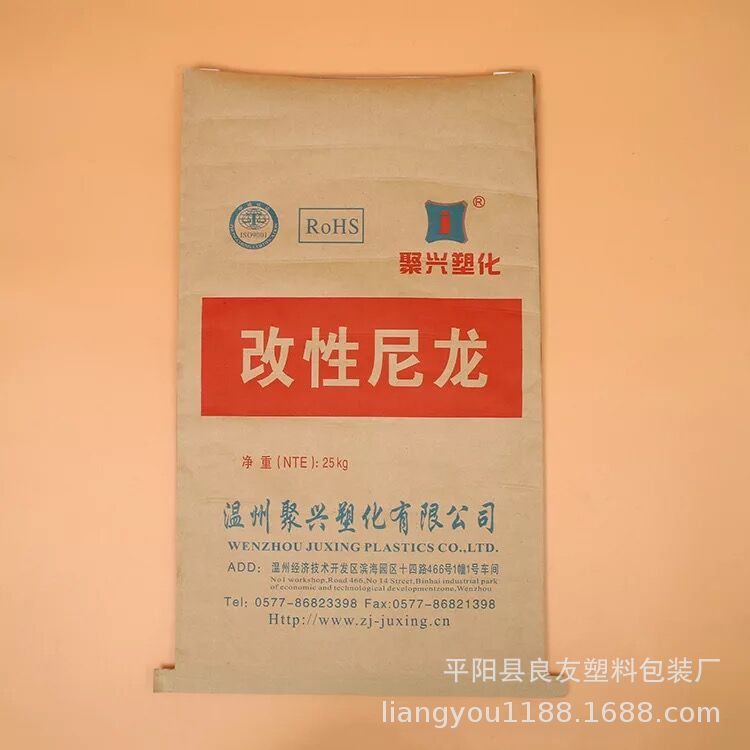 ISO9001
RoHS
®
聚兴塑化
改性尼龙
净重(NTE):25kg
温州聚兴塑化有限公司
WENZHOU JUXING PLASTICS CO.,LTD.
ADD: 温州经济技术开发区滨海园区十四路466号1幢1号车间
No1 workshop,Road 466,No 14 Street,Binhai industrial park
of economic and technological developmentzone,Wenzhou
Tel: 0577-86823398 Fax:0577-86821398
Http://www.zj-juxing.cn
平阳县良友塑料包装厂
liangyou1188.1688.com